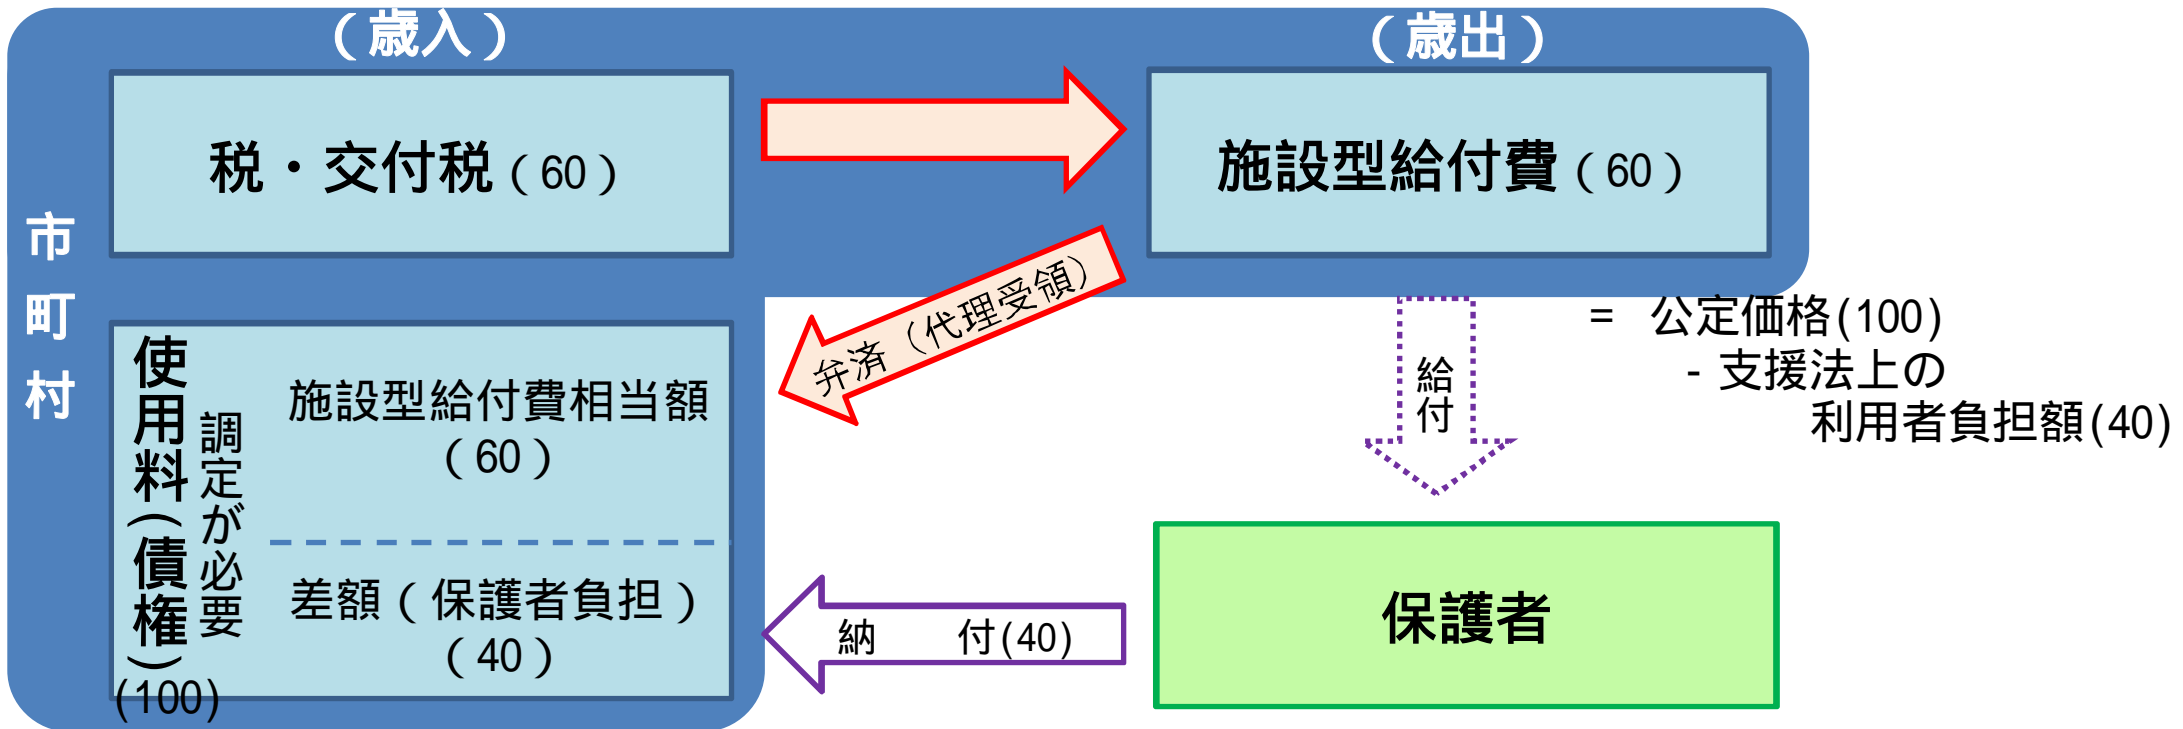 （歳入）
（歳出）
市町村
税・交付税（60）
施設型給付費（60）
弁済（代理受領）
= 公定価格(100)
- 支援法上の
利用者負担額(40)
給付
使用料(債権)
(100)
調定が必要
施設型給付費相当額
（60）
差額（保護者負担）
（40）
納　付(40)
保護者